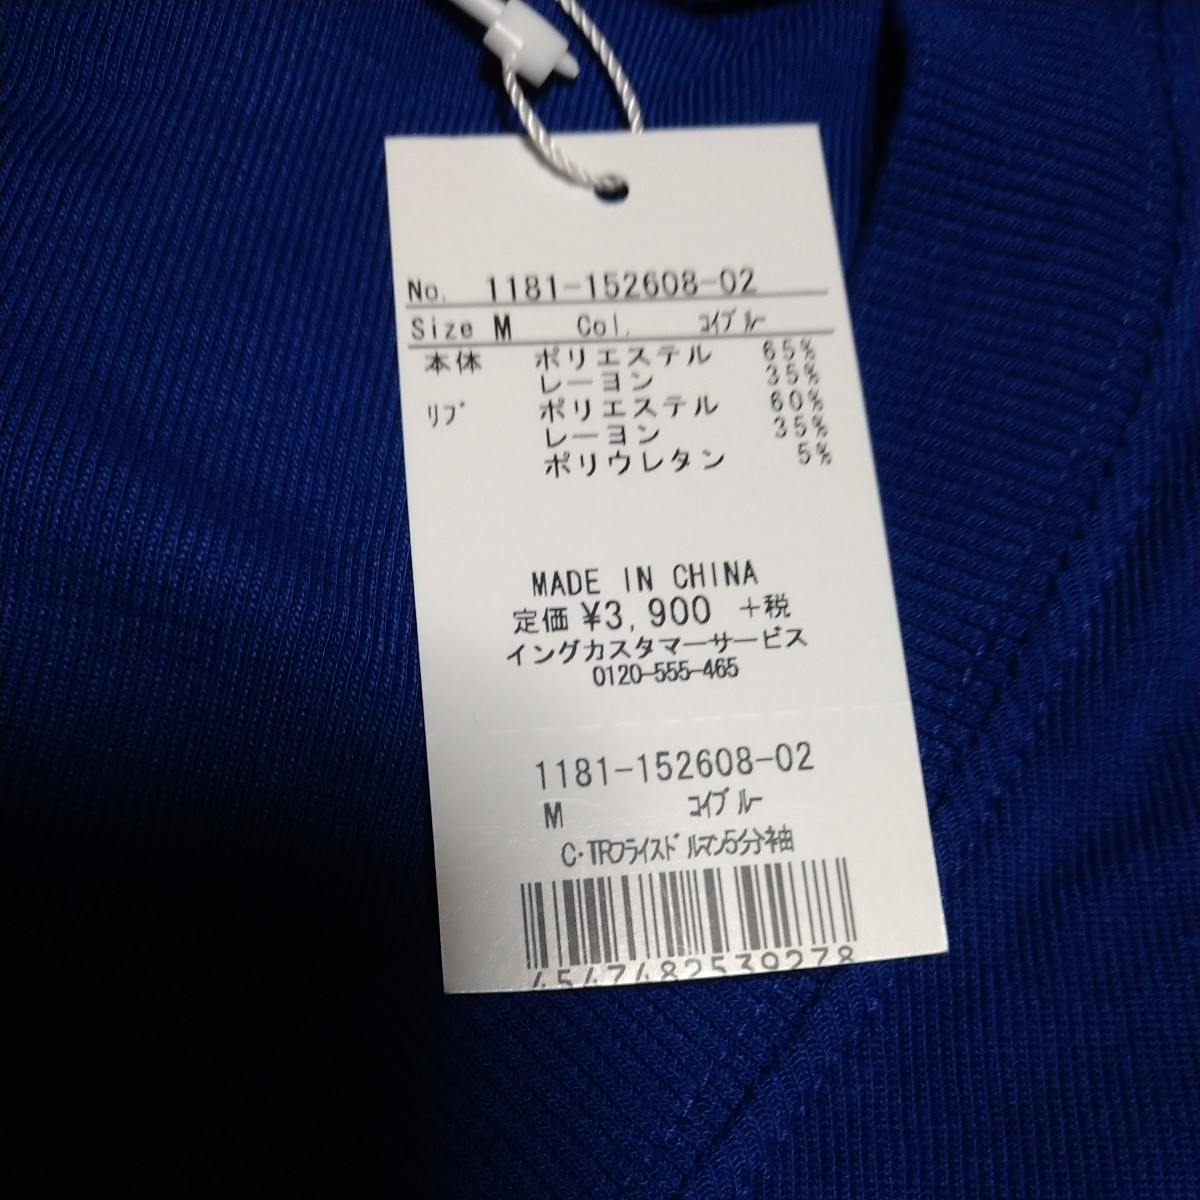 No. 1181-152608-02
Size M Col. ｺｲﾌﾞﾙｰ
本体 ポリエステル 65%
レーヨン 35%
ﾘﾌﾞ ポリエステル 60%
レーヨン 35%
ポリウレタン 5%
MADE IN CHINA
定価 ¥3,900 +税
イングカスタマーサービス
0120-555-465
1181-152608-02
M ｺｲﾌﾞﾙｰ
C･TRﾌﾗｲｽﾄﾞﾙﾏﾝ5分袖
4547482539278